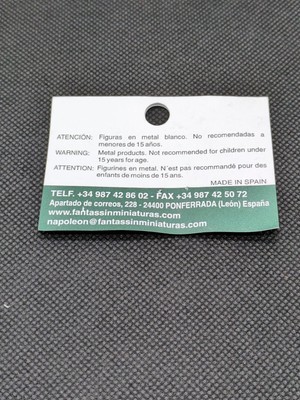 ATENCIÓN: Figuras en metal blanco. No recomendadas a
menores de 15 años.
WARNING: Metal products. Not recommended for children under
15 years for age.
ATTENTION: Figurines en metal. N´est pas recommandé pour des
enfants de moins de 15 ans.
MADE IN SPAIN
TELF. +34 987 42 86 02 - FAX +34 987 42 50 72
Apartado de correos, 228 - 24400 PONFERRADA (León) España
www.fantassinminiaturas.com
napoleon@fantassinminiaturas.com